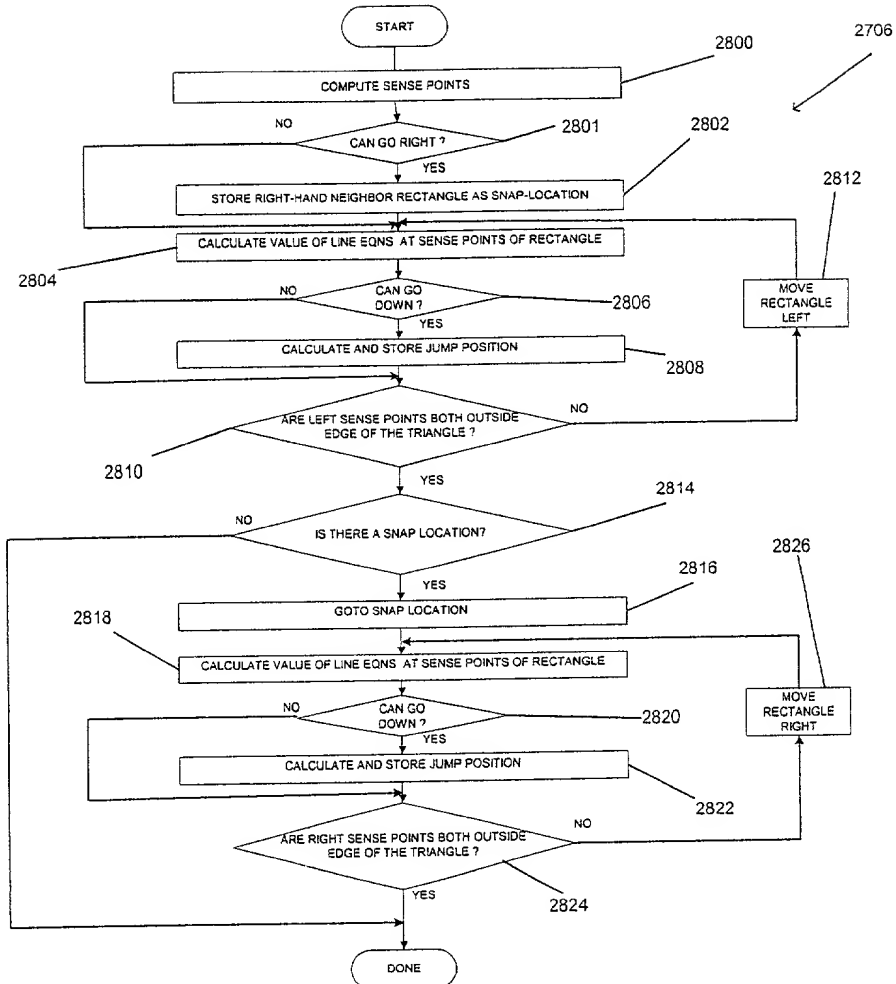 START
2706
2800
COMPUTE SENSE POINTS
NO
CAN GO RIGHT ?
2801
2802
YES
STORE RIGHT-HAND NEIGHBOR RECTANGLE AS SNAP-LOCATION
2812
CALCULATE VALUE OF LINE EQNS AT SENSE POINTS OF RECTANGLE
2804
NO
CAN GO
DOWN ?
2806
MOVE
RECTANGLE
LEFT
YES
CALCULATE AND STORE JUMP POSITION
2808
ARE LEFT SENSE POINTS BOTH OUTSIDE
EDGE OF THE TRIANGLE ?
NO
2810
YES
2814
NO
IS THERE A SNAP LOCATION?
2826
YES
2816
GOTO SNAP LOCATION
2818
CALCULATE VALUE OF LINE EQNS AT SENSE POINTS OF RECTANGLE
NO
CAN GO
DOWN ?
2820
MOVE
RECTANGLE
RIGHT
YES
CALCULATE AND STORE JUMP POSITION
2822
NO
ARE RIGHT SENSE POINTS BOTH OUTSIDE
EDGE OF THE TRIANGLE ?
YES
2824
DONE